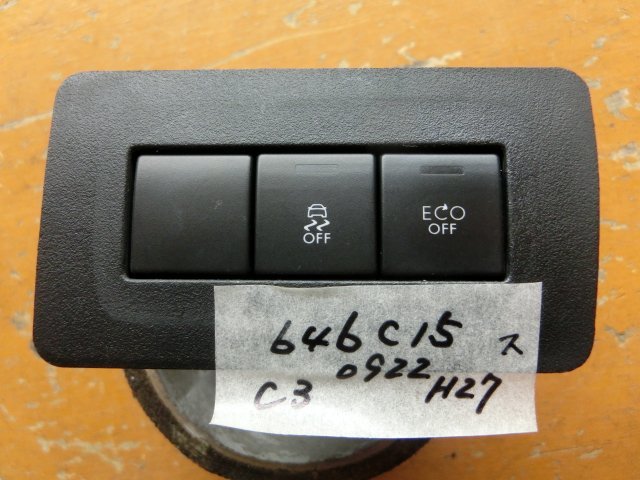 OFF
ECO
OFF
646C15 ス
0922
C3 H27